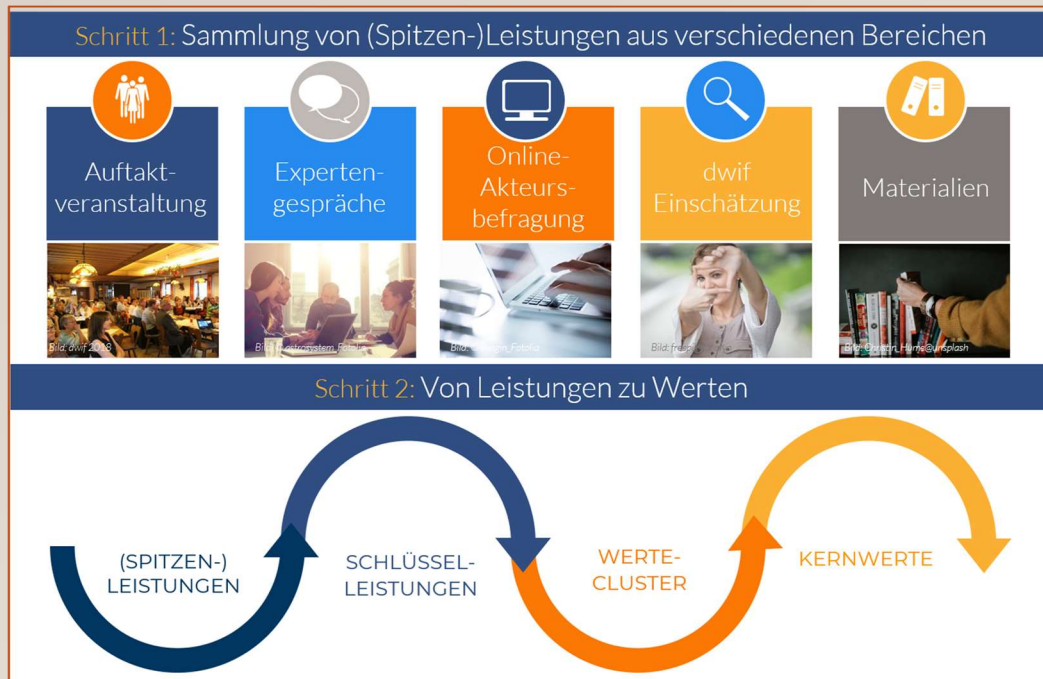 Schritt 1: Sammlung von (Spitzen-)Leistungen aus verschiedenen Bereichen
Auftakt-
veranstaltung
Experten-
gespräche
Online-
Akteurs-
befragung
dwif
Einschätzung
Materialien
Bild: dwif 2018
Bild:
Bild:
Bild:
Bild: Christin_Hume@unsplash
Schritt 2: Von Leistungen zu Werten
(SPITZEN-)
LEISTUNGEN
SCHLÜSSEL-
LEISTUNGEN
WERTE-
CLUSTER
KERNWERTE